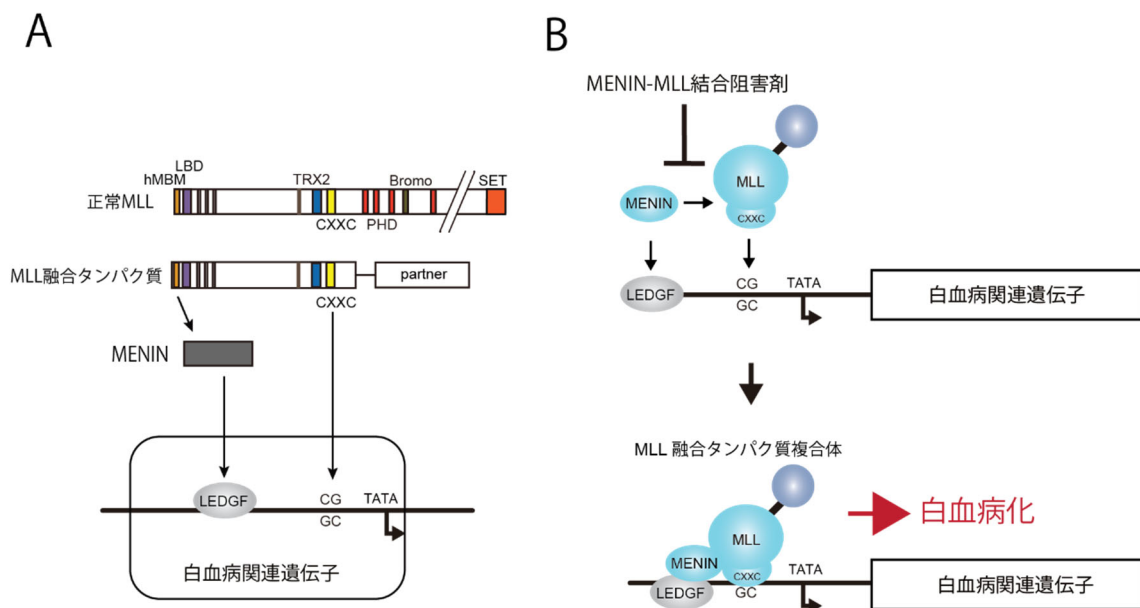 A
LBD
hMBM
TRX2
Bromo
SET
正常MLL
CXXC
PHD
MLL融合タンパク質
partner
CXXC
MENIN
LEDGF
CG
TATA
GC
白血病関連遺伝子
B
MENIN-MLL結合阻害剤
MLL
MENIN
CXXC
LEDGF
CG
TATA
GC
白血病関連遺伝子
MLL 融合タンパク質複合体
白血病化
MLL
MENIN
CXXC
TATA
LEDGF
GC
白血病関連遺伝子